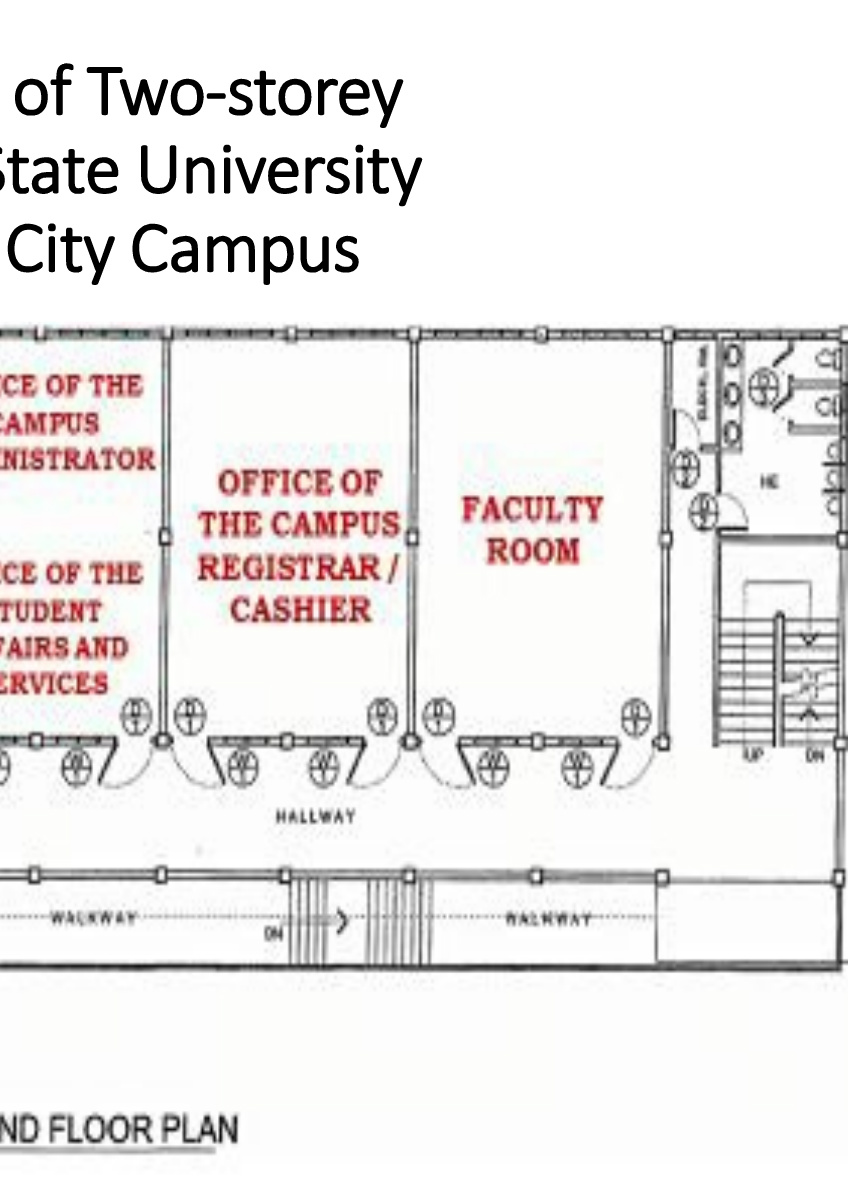 of Two-storey
State University
City Campus
CE OF THE
CAMPUS
NISTRATOR
OFFICE OF
THE CAMPUS
REGISTRAR /
CASHIER
FACULTY
ROOM
CE OF THE
TUDENT
FAIRS AND
ERVICES
HE
UP
DN
HALLWAY
WALKWAY
DN
WALKWAY
ND FLOOR PLAN